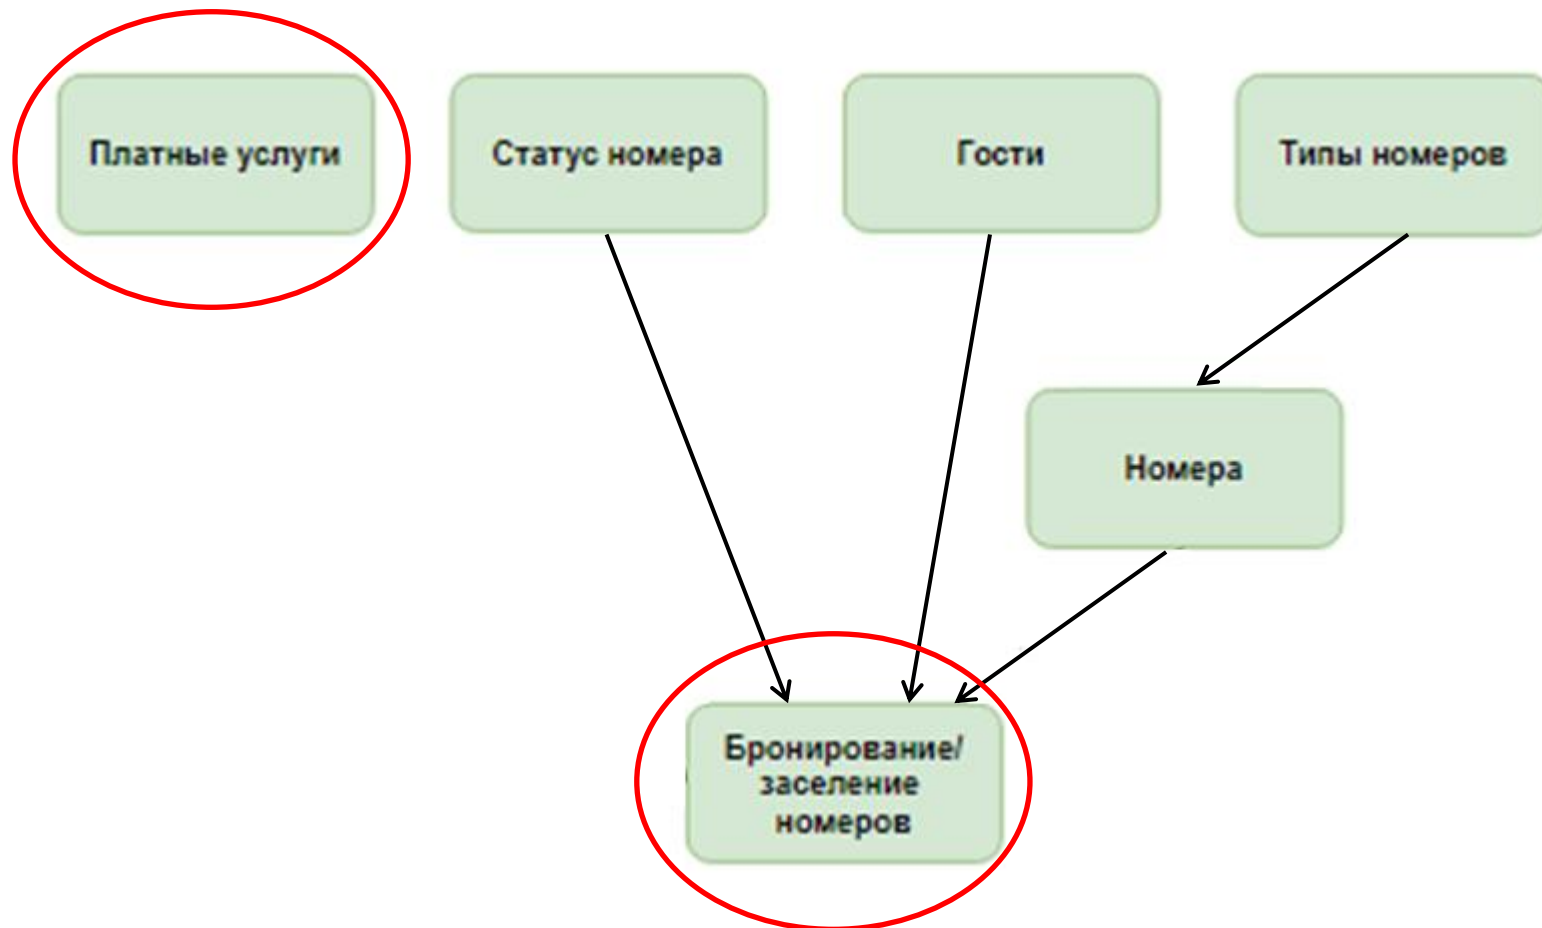 Платные услуги
Статус номера
Гости
Типы номеров
Номера
Бронирование/
заселение
номеров